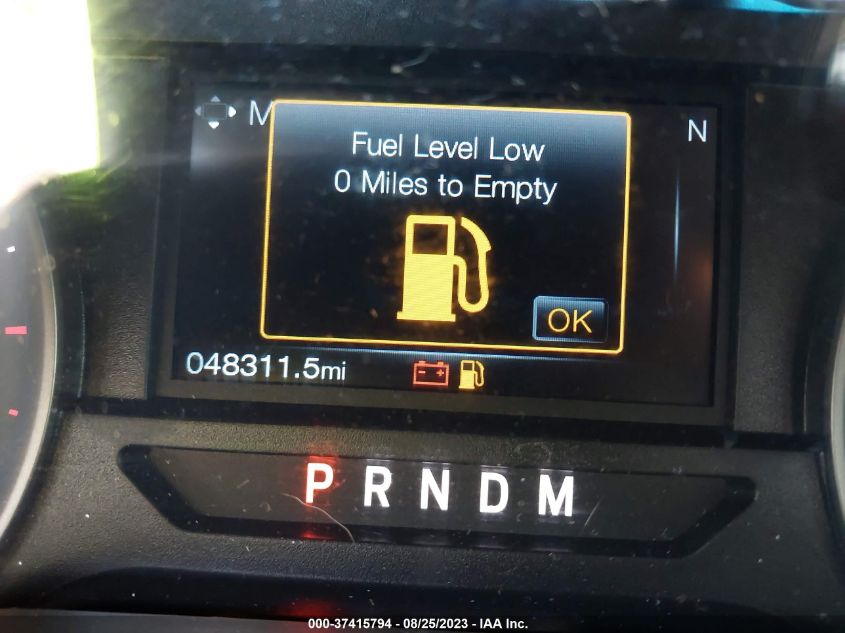 M
N
Fuel Level Low
0 Miles to Empty
OK
048311.5mi
P R N D M
000-37415794 - 08/25/2023 - IAA Inc.